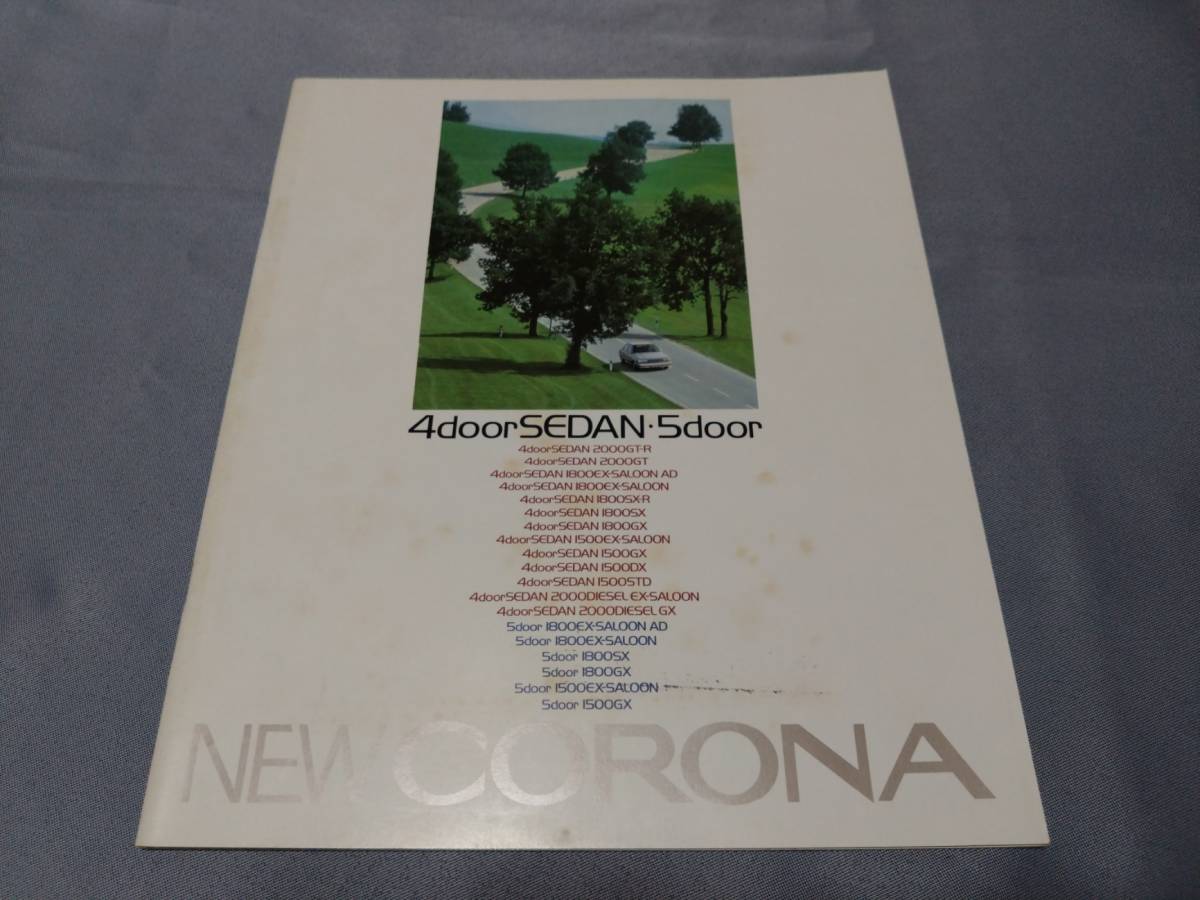 4doorSEDAN·5door
4doorSEDAN 2000GT-R
4doorSEDAN 2000GT
4doorSEDAN 1800EX-SALOON AD
4doorSEDAN 1800EX-SALOON
4doorSEDAN 1800SX-R
4doorSEDAN 1800SX
4doorSEDAN 1800GX
4doorSEDAN 1500EX-SALOON
4doorSEDAN 1500GX
4doorSEDAN 1500DX
4doorSEDAN 1500STD
4doorSEDAN 2000DIESEL EX-SALOON
4doorSEDAN 2000DIESEL GX
5door 1800EX-SALOON AD
5door 1800EX-SALOON
5door 1800SX
5door 1800GX
5door 1500EX-SALOON
5door 1500GX
NEW CORONA